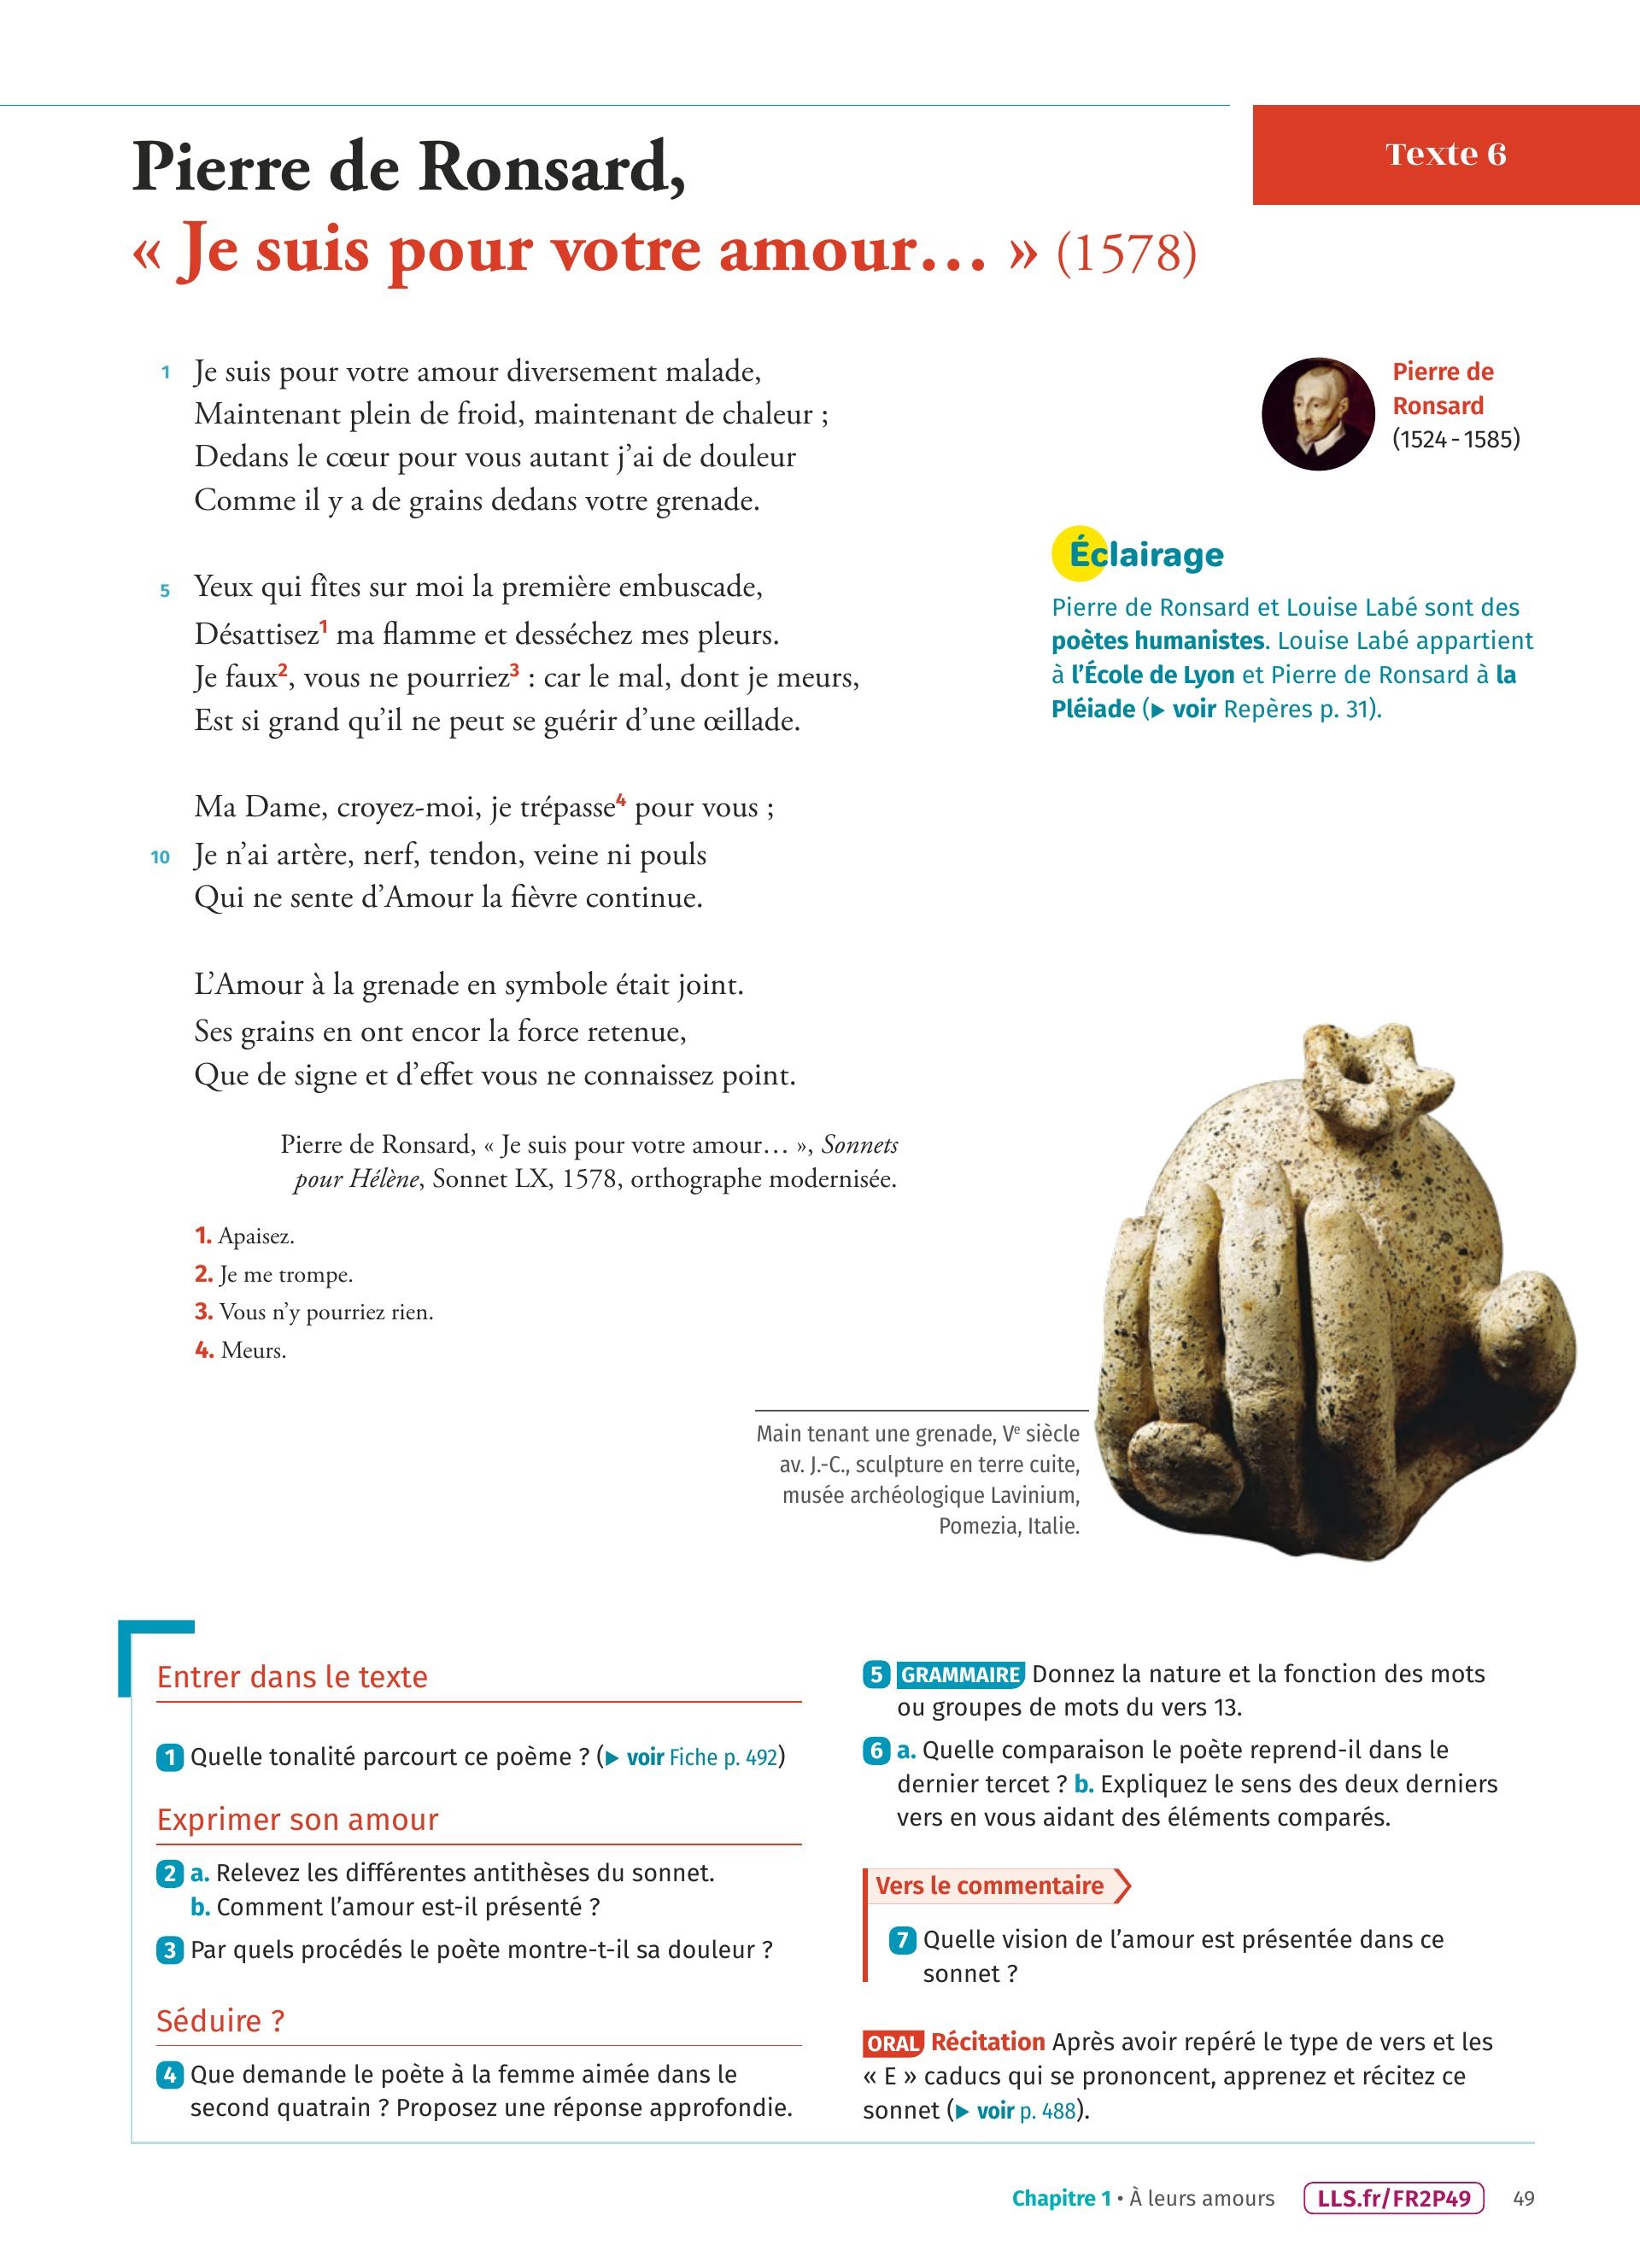 Texte 6
Pierre de Ronsard,
« Je suis pour votre amour… » (1578)
1 Je suis pour votre amour diversement malade,
Maintenant plein de froid, maintenant de chaleur ;
Dedans le cœur pour vous autant j’ai de douleur
Comme il y a de grains dedans votre grenade.
5 Yeux qui fîtes sur moi la première embuscade,
Désattisez1 ma flamme et desséchez mes pleurs.
Je faux2, vous ne pourriez3 : car le mal, dont je meurs,
Est si grand qu’il ne peut se guérir d’une œillade.
Ma Dame, croyez-moi, je trépasse4 pour vous ;
10 Je n’ai artère, nerf, tendon, veine ni pouls
Qui ne sente d’Amour la fièvre continue.
L’Amour à la grenade en symbole était joint.
Ses grains en ont encor la force retenue,
Que de signe et d’effet vous ne connaissez point.
Pierre de Ronsard, « Je suis pour votre amour… », Sonnets
pour Hélène, Sonnet LX, 1578, orthographe modernisée.
1. Apaisez.
2. Je me trompe.
3. Vous n’y pourriez rien.
4. Meurs.
Pierre de
Ronsard
(1524 - 1585)
Éclairage
Pierre de Ronsard et Louise Labé sont des
poètes humanistes. Louise Labé appartient
à l’École de Lyon et Pierre de Ronsard à la
Pléiade (▶ voir Repères p. 31).
Main tenant une grenade, Ve siècle
av. J.-C., sculpture en terre cuite,
musée archéologique Lavinium,
Pomezia, Italie.
Entrer dans le texte
1 Quelle tonalité parcourt ce poème ? (▶ voir Fiche p. 492)
Exprimer son amour
2 a. Relevez les différentes antithèses du sonnet.
b. Comment l’amour est-il présenté ?
3 Par quels procédés le poète montre-t-il sa douleur ?
Séduire ?
4 Que demande le poète à la femme aimée dans le
second quatrain ? Proposez une réponse approfondie.
5 GRAMMAIRE Donnez la nature et la fonction des mots
ou groupes de mots du vers 13.
6 a. Quelle comparaison le poète reprend-il dans le
dernier tercet ? b. Expliquez le sens des deux derniers
vers en vous aidant des éléments comparés.
Vers le commentaire
7 Quelle vision de l’amour est présentée dans ce
sonnet ?
ORAL Récitation Après avoir repéré le type de vers et les
« E » caducs qui se prononcent, apprenez et récitez ce
sonnet (▶ voir p. 488).
Chapitre 1 • À leurs amours LLS.fr/FR2P49 49